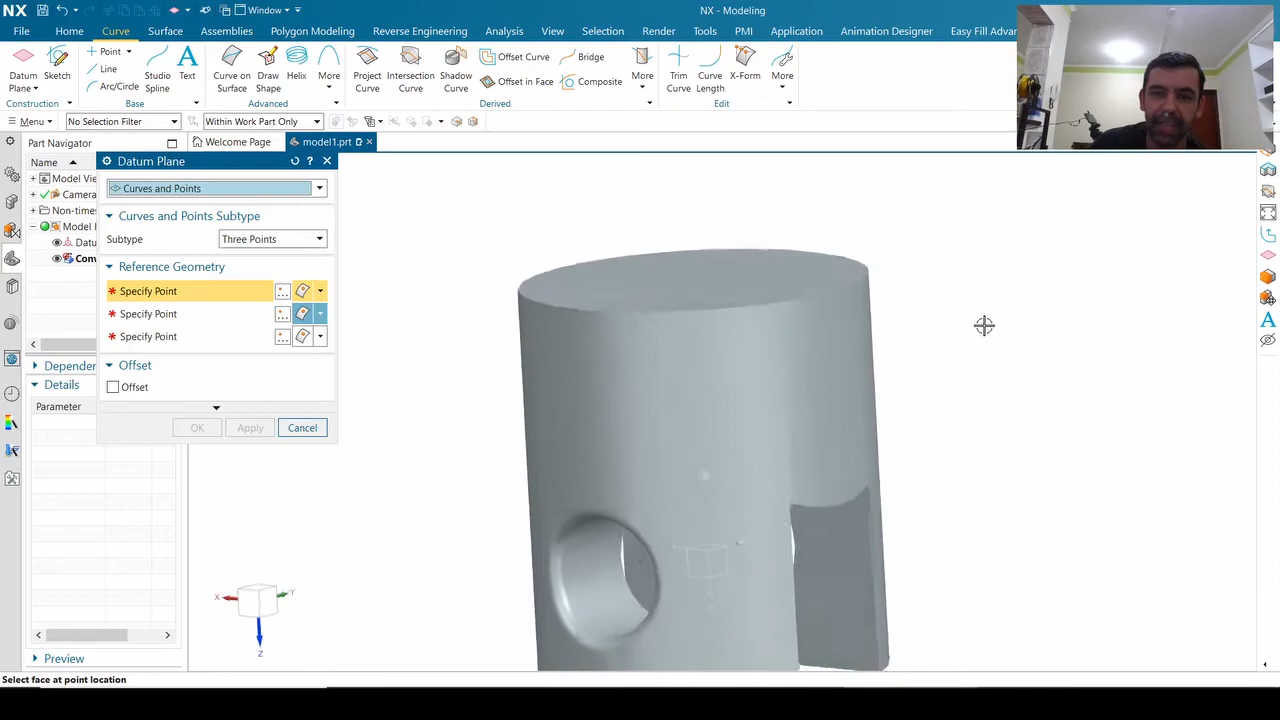 NX Window NX - Modeling
File Home Curve Surface Assemblies Polygon Modeling Reverse Engineering Analysis View Selection Render Tools PMI Application Animation Designer Easy Fill Advan
Point Offset Curve Bridge
Line
Arc/Circle Offset in Face Composite
Datum Plane Sketch Studio Spline Text Curve on Surface Draw Shape Helix More Project Curve Intersection Curve Shadow Curve More Trim Curve Curve Length X-Form More
Construction Base Advanced Derived Edit
Menu No Selection Filter Within Work Part Only
Part Navigator Welcome Page model1.prt
Name Datum Plane
Model Vie
Camera
Non-times
Model
Datu
Conv
Curves and Points
Curves and Points Subtype
Subtype Three Points
Reference Geometry
* Specify Point
* Specify Point
* Specify Point
Offset
Offset
OK Apply Cancel
Depender
Details
Parameter
X Y
Z
Preview
Select face at point location
A